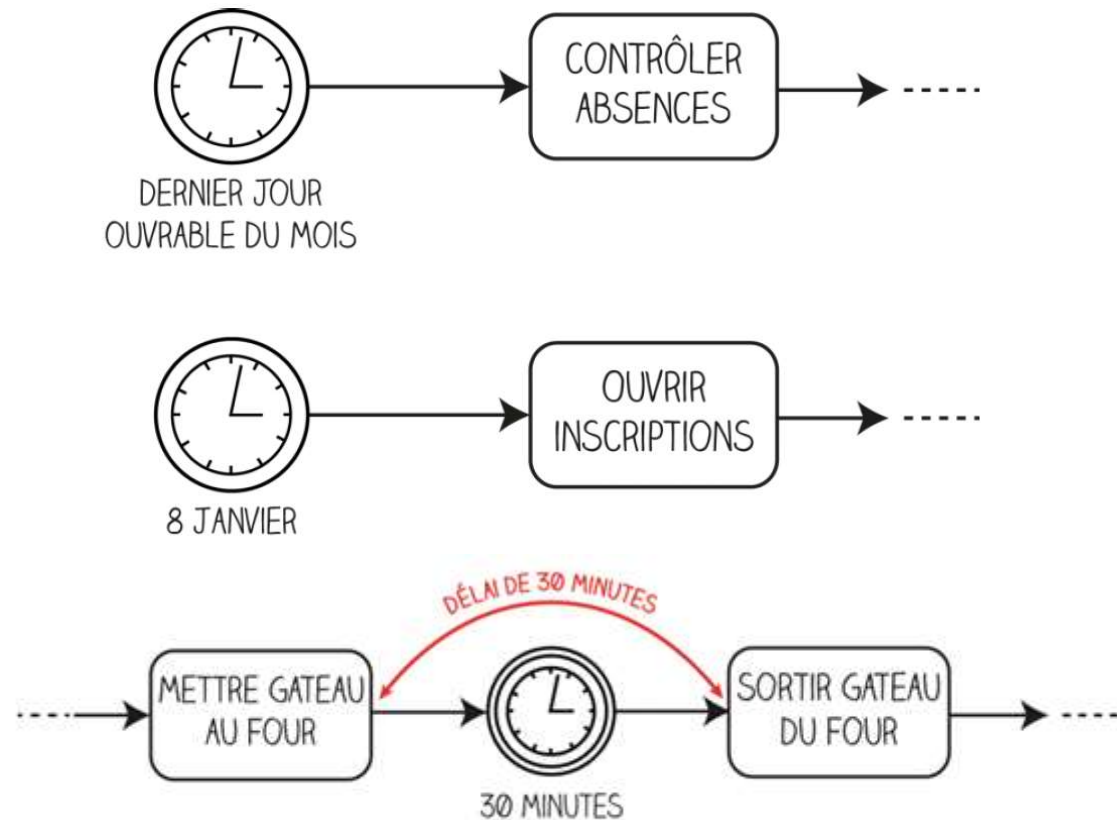 CONTRÔLER
ABSENCES
DERNIER JOUR
OUVRABLE DU MOIS
OUVRIR
INSCRIPTIONS
8 JANVIER
DÉLAI DE 30 MINUTES
METTRE GATEAU
AU FOUR
SORTIR GATEAU
DU FOUR
30 MINUTES